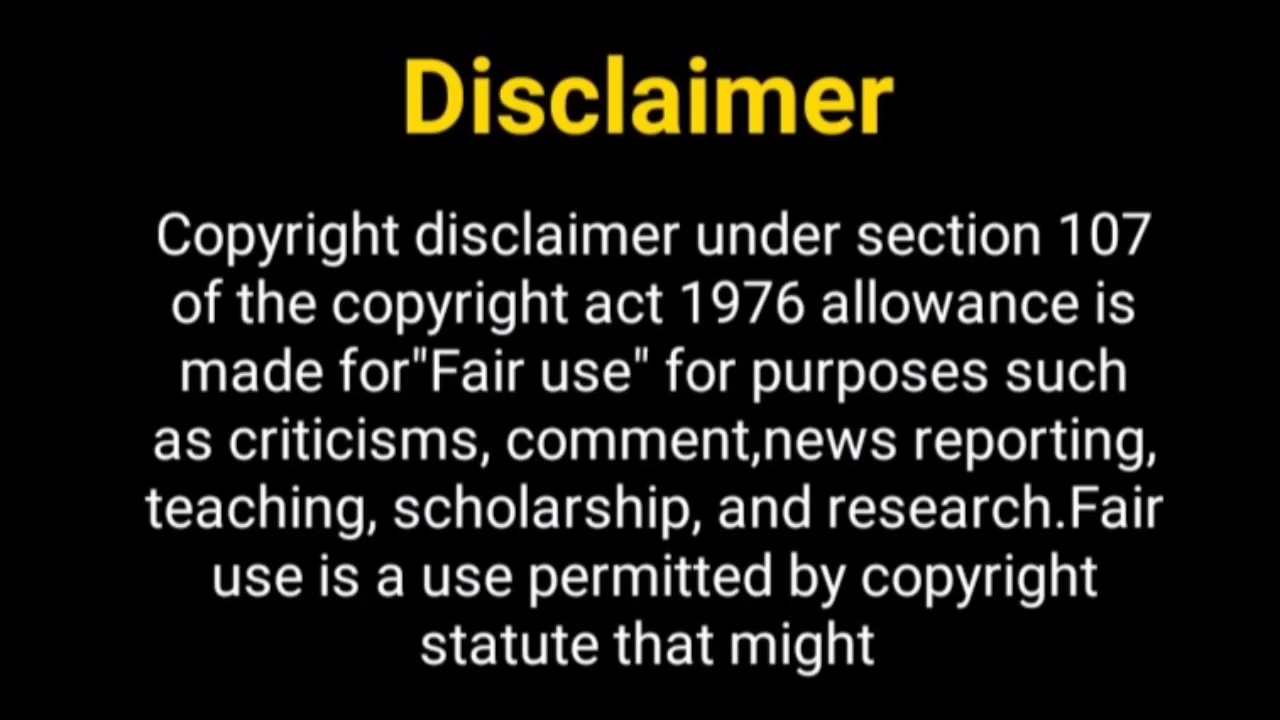 Disclaimer
Copyright disclaimer under section 107
of the copyright act 1976 allowance is
made for"Fair use" for purposes such
as criticisms, comment,news reporting,
teaching, scholarship, and research.Fair
use is a use permitted by copyright
statute that might